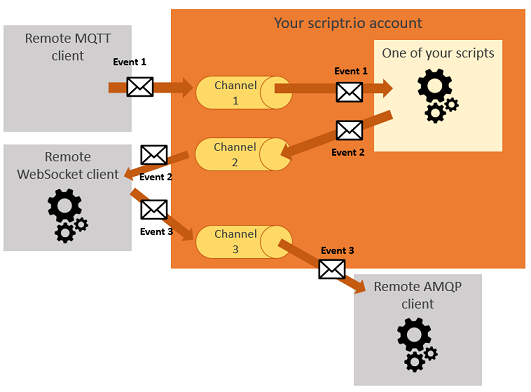 Your scriptr.io account
Remote MQTT
client
Event 1
Channel
1
Event 1
One of your scripts
Event 2
Channel
2
Event 2
Remote
WebSocket client
Event 3
Channel
3
Event 3
Remote AMQP
client